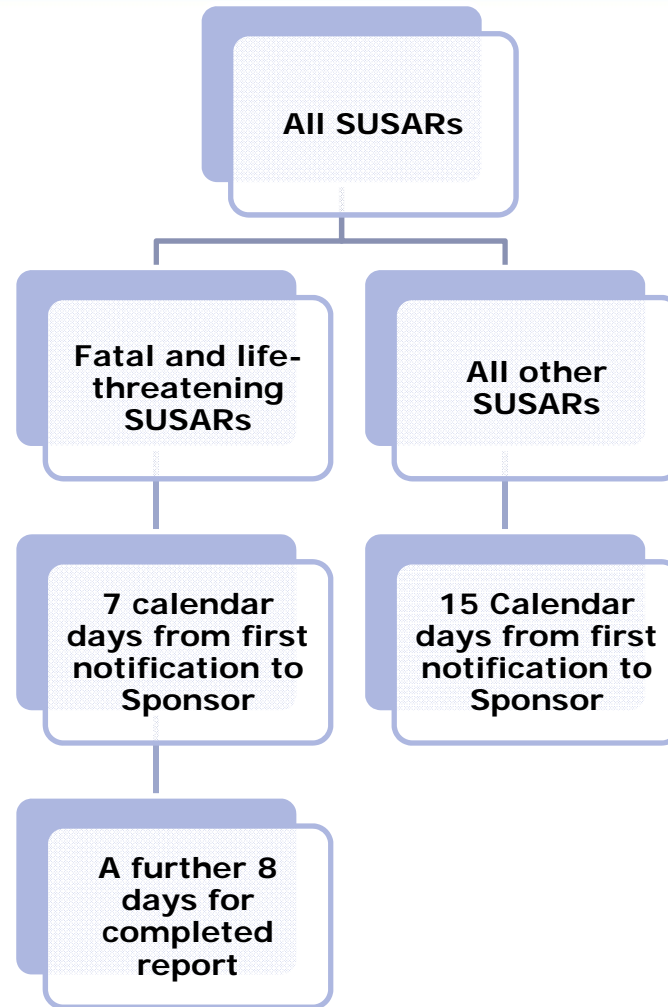 All SUSARs
Fatal and life-
threatening
SUSARs
All other
SUSARs
7 calendar
days from first
notification to
Sponsor
15 Calendar
days from first
notification to
Sponsor
A further 8
days for
completed
report